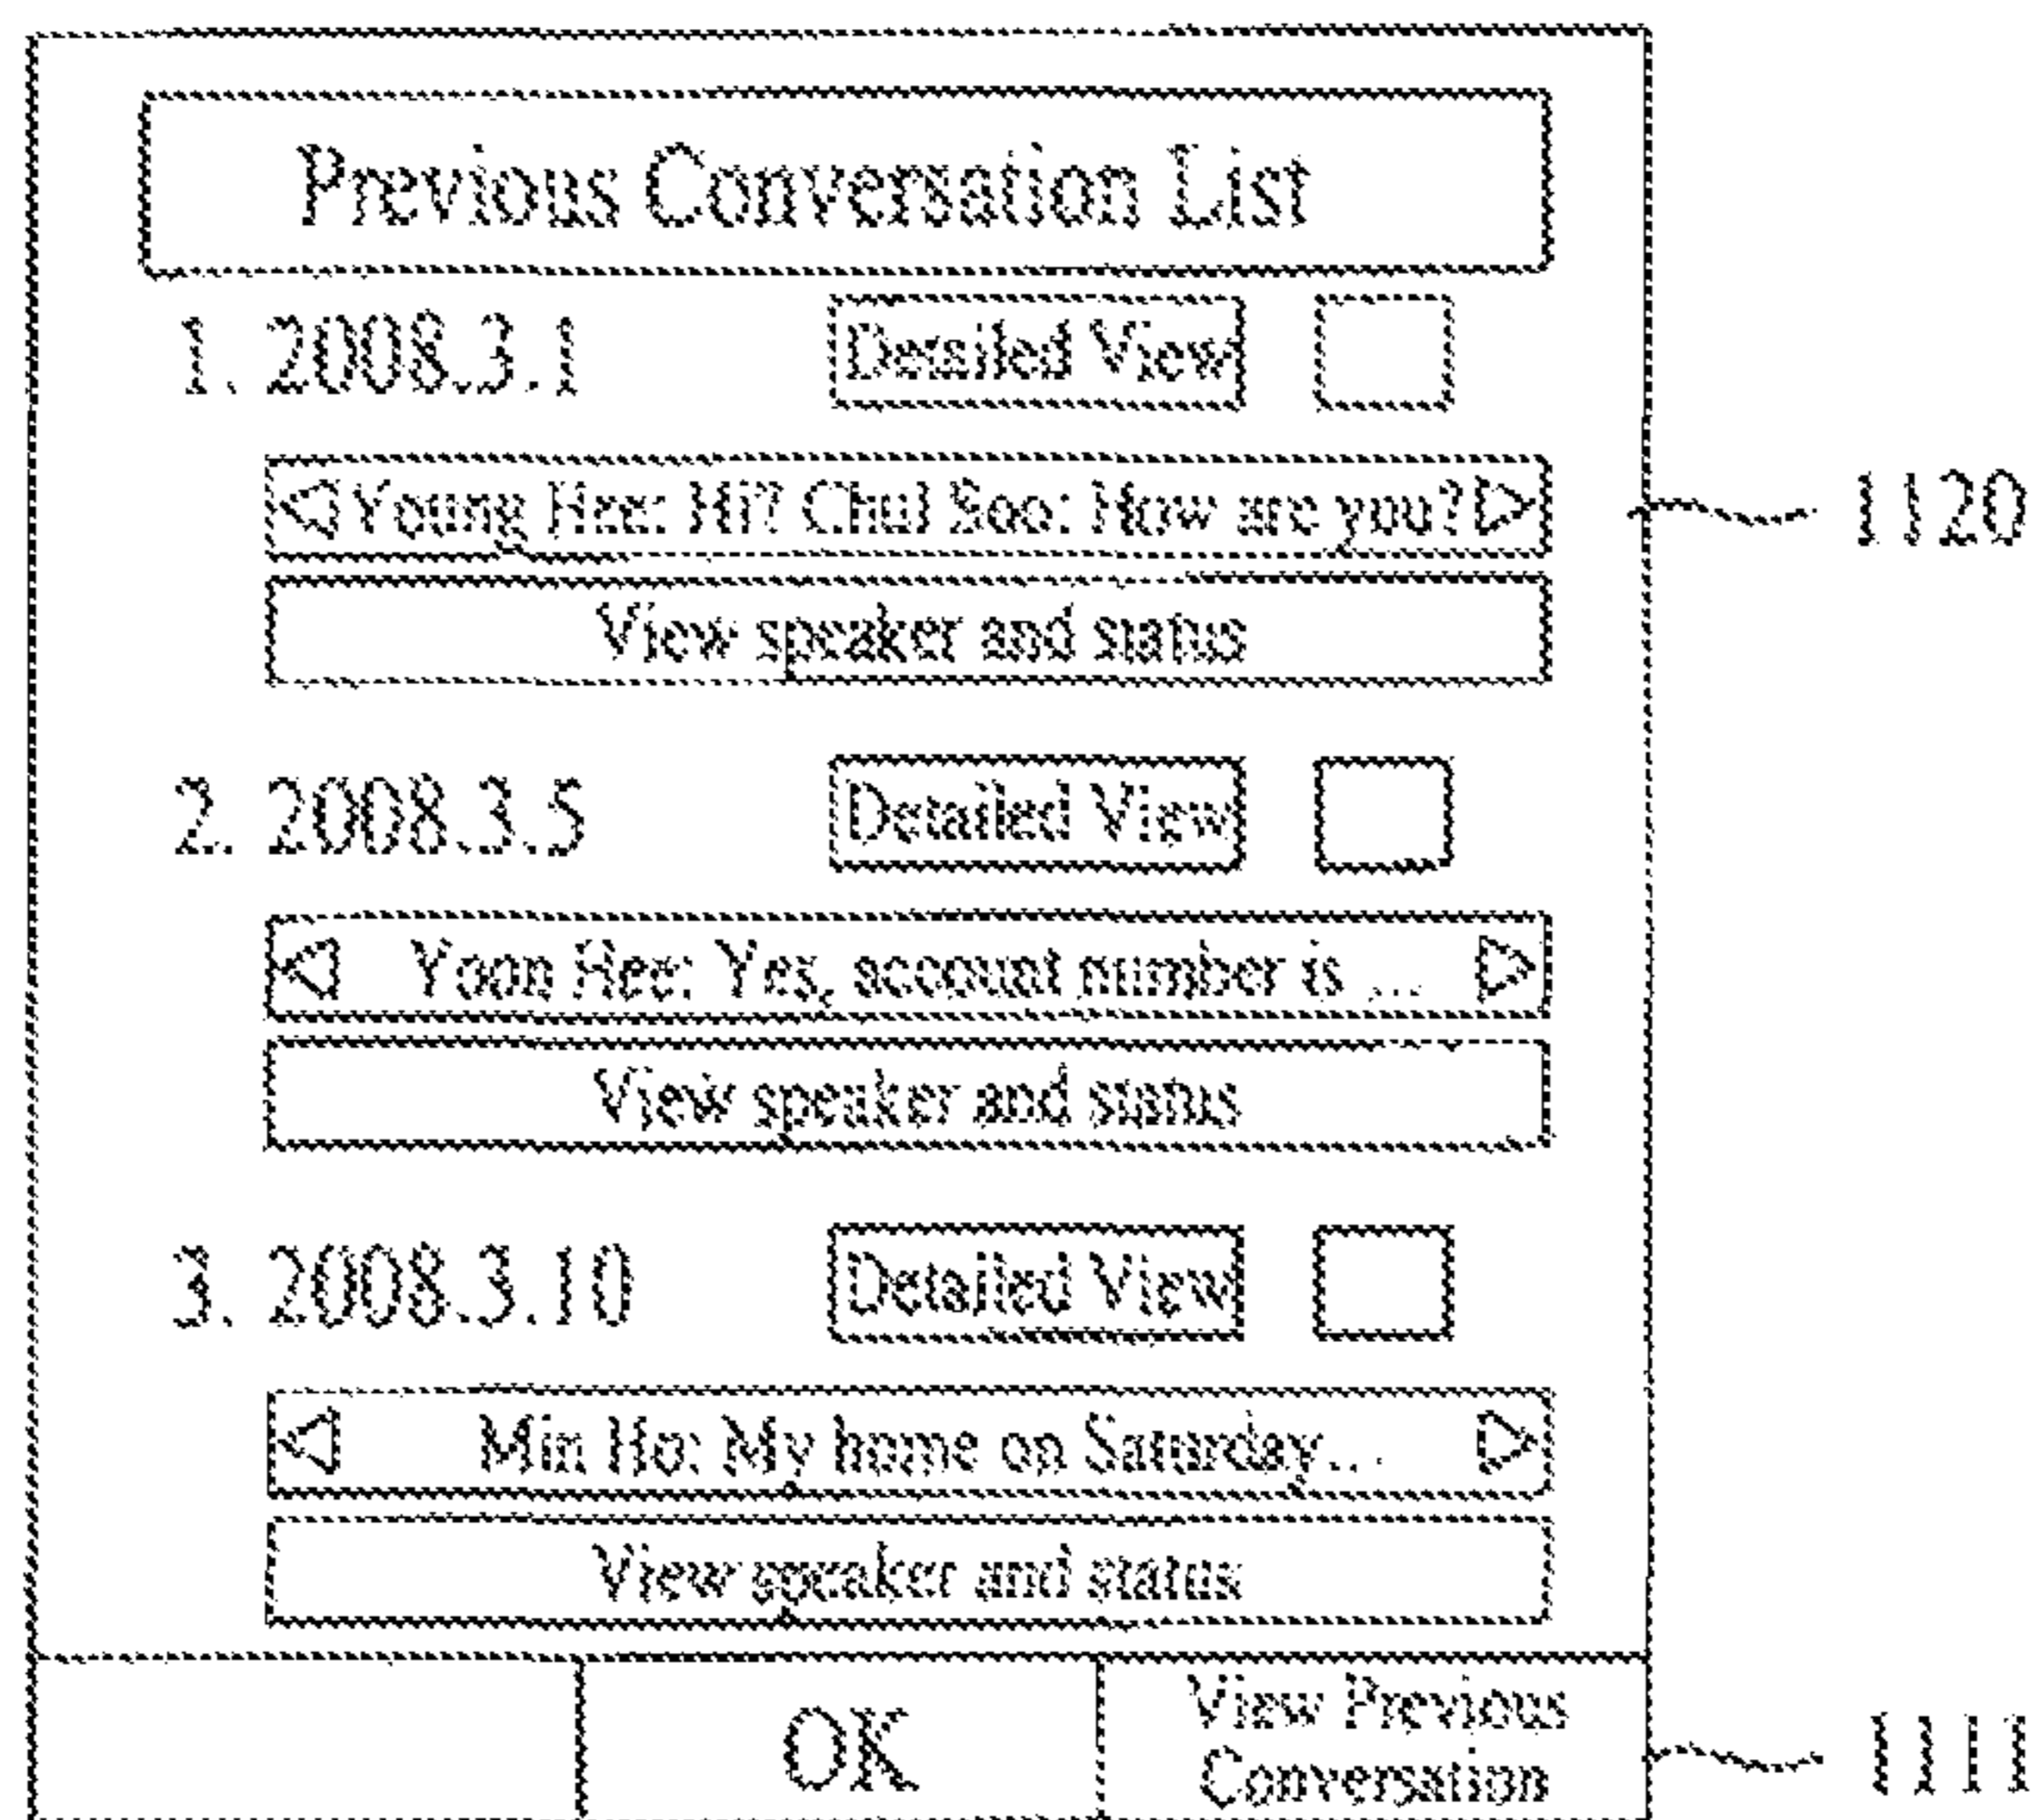 Previous Conversation List
1. 2008.3.1 Detailed View
Young Hee: Hi? Chul Soo: How are you?
1120
View speaker and status
2. 2008.3.5 Detailed View
Yoon Hee: Yes, account number is ...
View speaker and status
3. 2008.3.10 Detailed View
Min Ho: My home on Saturday...
View speaker and status
OK
View Previous
Conversation
1111